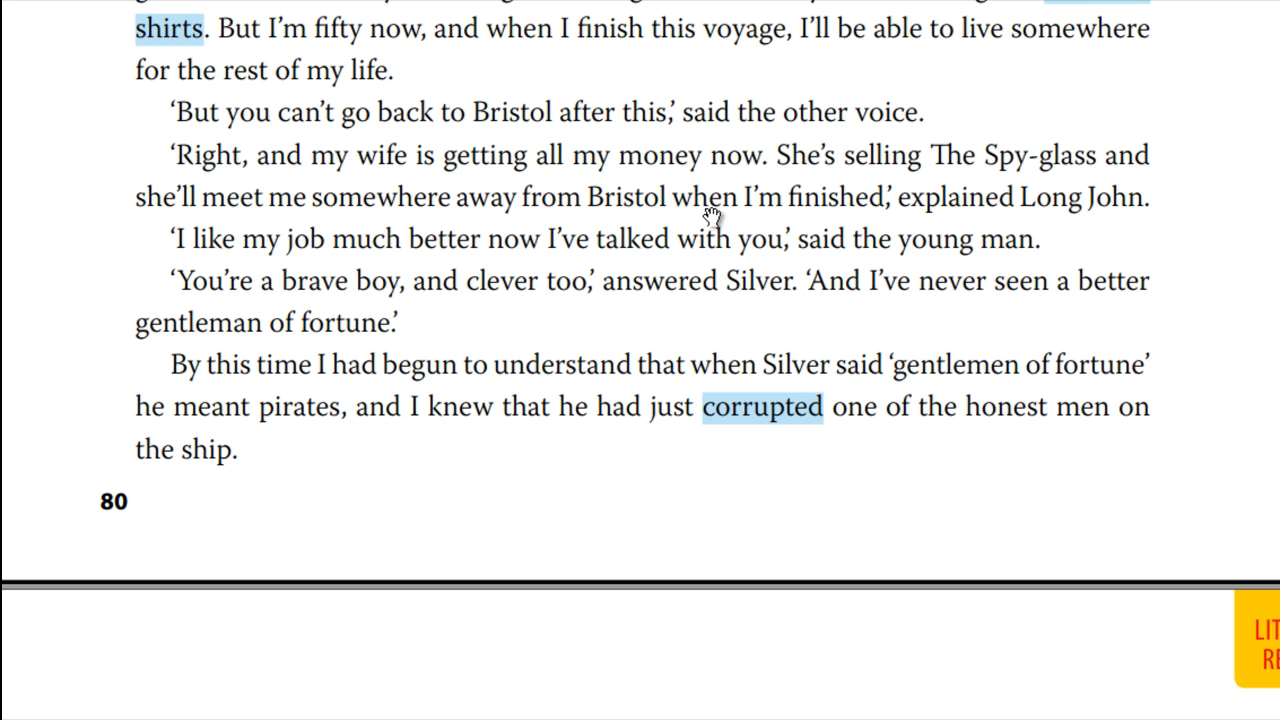 shirts. But I’m fifty now, and when I finish this voyage, I’ll be able to live somewhere
for the rest of my life.
‘But you can’t go back to Bristol after this,’ said the other voice.
‘Right, and my wife is getting all my money now. She’s selling The Spy-glass and
she’ll meet me somewhere away from Bristol when I’m finished,’ explained Long John.
‘I like my job much better now I’ve talked with you,’ said the young man.
‘You’re a brave boy, and clever too,’ answered Silver. ‘And I’ve never seen a better
gentleman of fortune.’
By this time I had begun to understand that when Silver said ‘gentlemen of fortune’
he meant pirates, and I knew that he had just corrupted one of the honest men on
the ship.
80